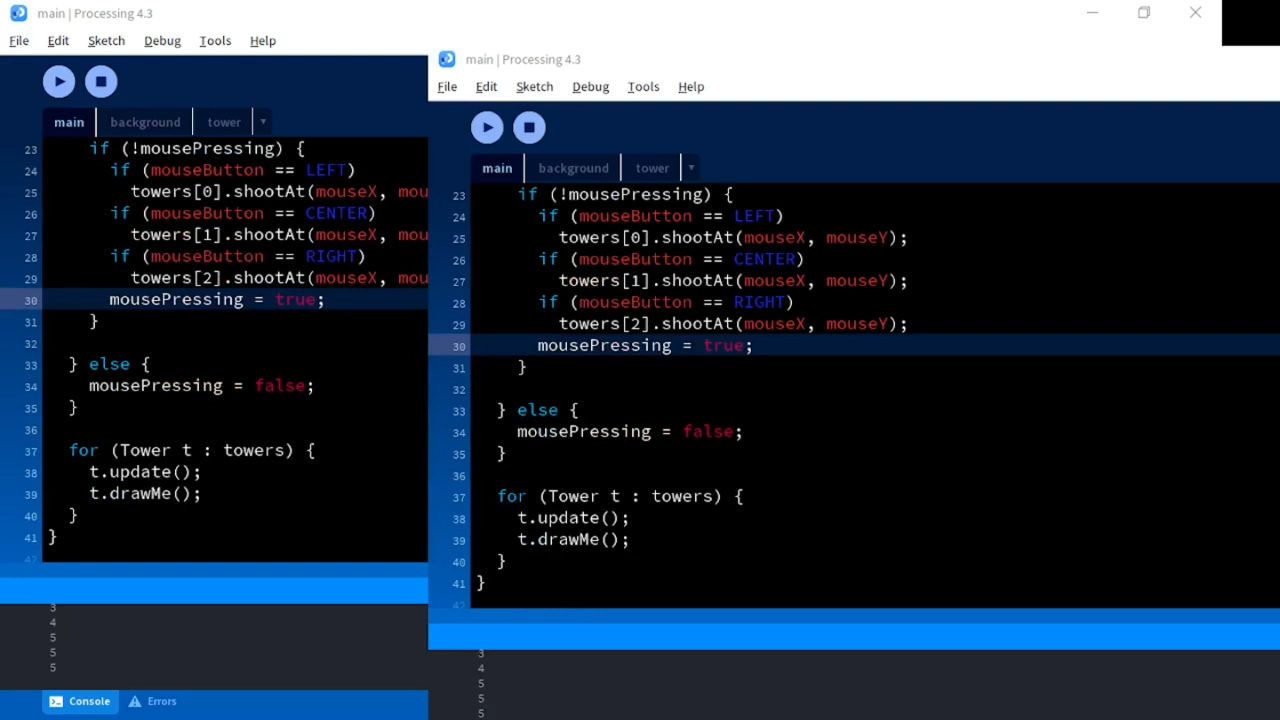 main | Processing 4.3
File Edit Sketch Debug Tools Help
main background tower
23 if (!mousePressing) {
24 if (mouseButton == LEFT)
25 towers[0].shootAt(mouseX, mou
26 if (mouseButton == CENTER)
27 towers[1].shootAt(mouseX, mou
28 if (mouseButton == RIGHT)
29 towers[2].shootAt(mouseX, mou
30 mousePressing = true;
31 }
32
33 } else {
34 mousePressing = false;
35 }
36
37 for (Tower t : towers) {
38 t.update();
39 t.drawMe();
40 }
41 }
42
3
4
5
5
5
Console Errors
main | Processing 4.3
File Edit Sketch Debug Tools Help
main background tower
23 if (!mousePressing) {
24 if (mouseButton == LEFT)
25 towers[0].shootAt(mouseX, mouseY);
26 if (mouseButton == CENTER)
27 towers[1].shootAt(mouseX, mouseY);
28 if (mouseButton == RIGHT)
29 towers[2].shootAt(mouseX, mouseY);
30 mousePressing = true;
31 }
32
33 } else {
34 mousePressing = false;
35 }
36
37 for (Tower t : towers) {
38 t.update();
39 t.drawMe();
40 }
41 }
42
3
4
5
5
5